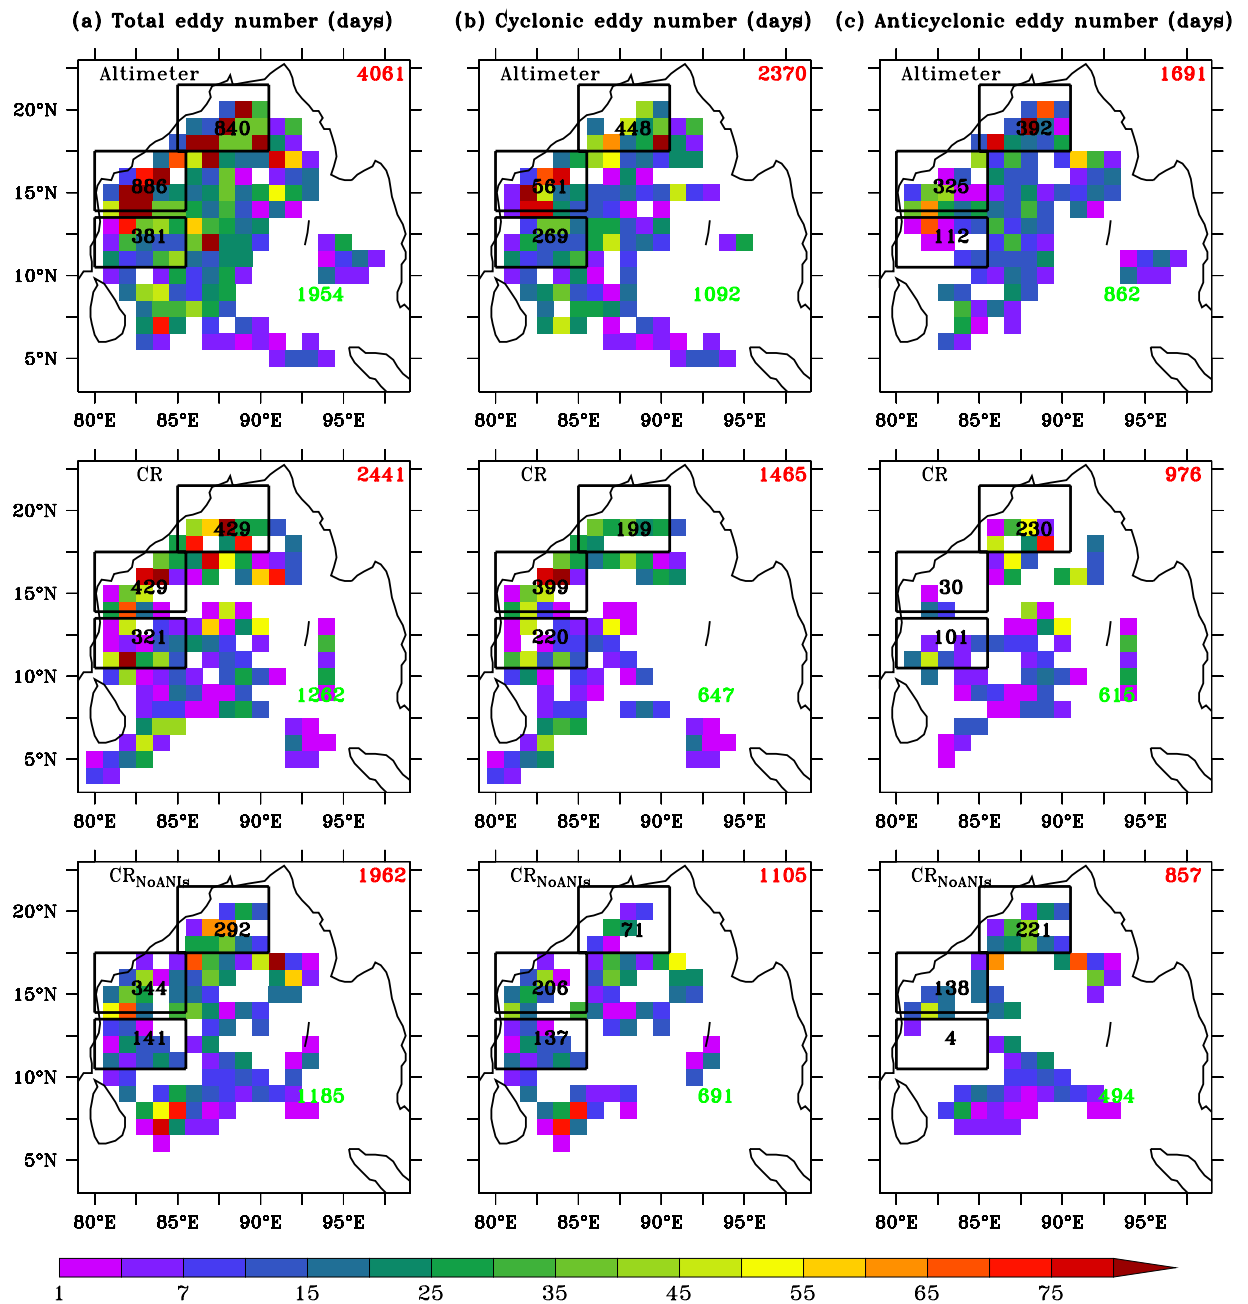 (a) Total eddy number (days) (b) Cyclonic eddy number (days) (c) Anticyclonic eddy number (days)
Altimeter 4061 Altimeter 2370 Altimeter 1691
20°N 840 448 392
15°N 886 561 325
381 269 112
10°N 1954 1092 862
5°N
80°E 85°E 90°E 95°E 80°E 85°E 90°E 95°E 80°E 85°E 90°E 95°E
CR 2441 CR 1465 CR 976
20°N 429 199 230
15°N 429 399 30
321 220 101
10°N 1262 647 615
5°N
80°E 85°E 90°E 95°E 80°E 85°E 90°E 95°E 80°E 85°E 90°E 95°E
CRNoANIs 1962 CRNoANIs 1105 CRNoANIs 857
20°N 292 71 221
15°N 344 206 138
141 137 4
10°N 1185 691 494
5°N
80°E 85°E 90°E 95°E 80°E 85°E 90°E 95°E 80°E 85°E 90°E 95°E
1 7 15 25 35 45 55 65 75